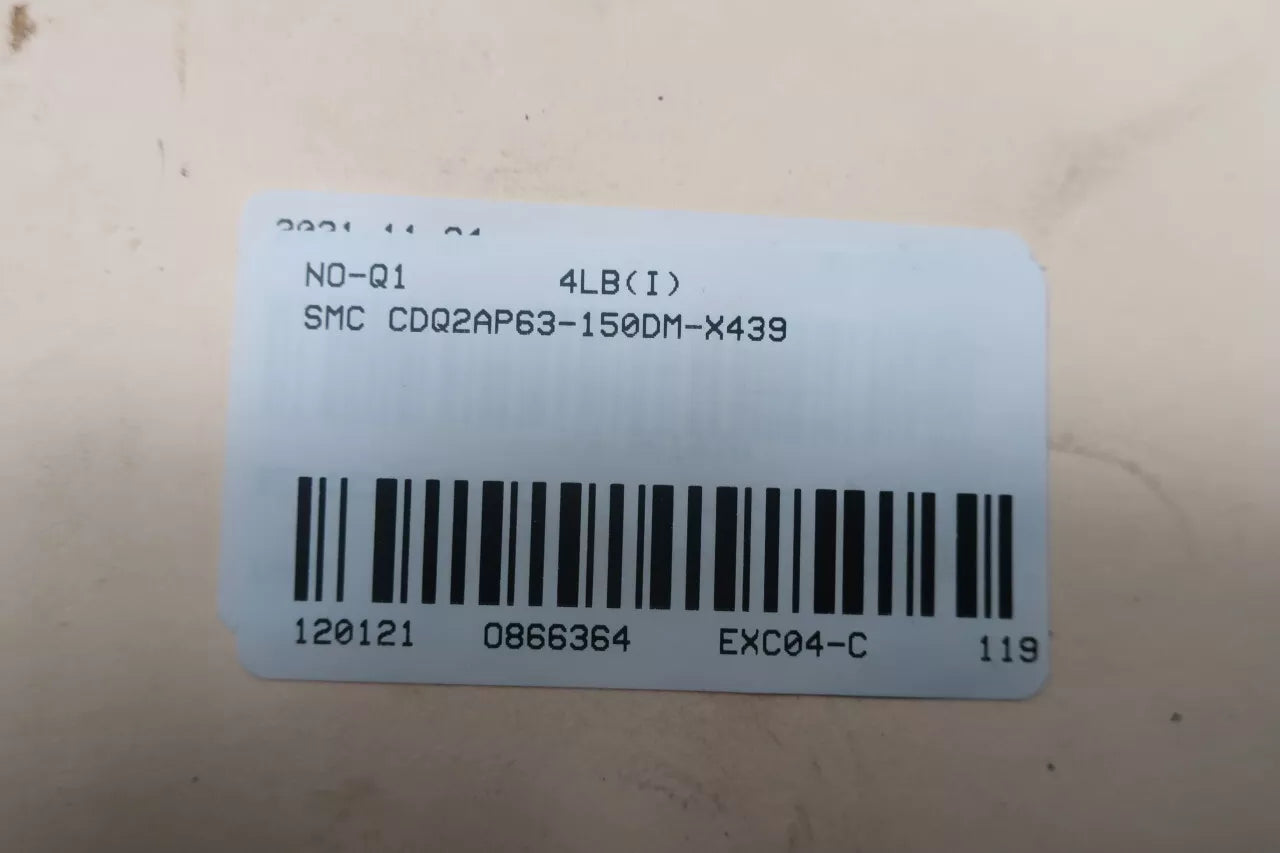 NO-Q1 4LB(I)
SMC CDQ2AP63-150DM-X439
120121 0866364 EXC04-C 119